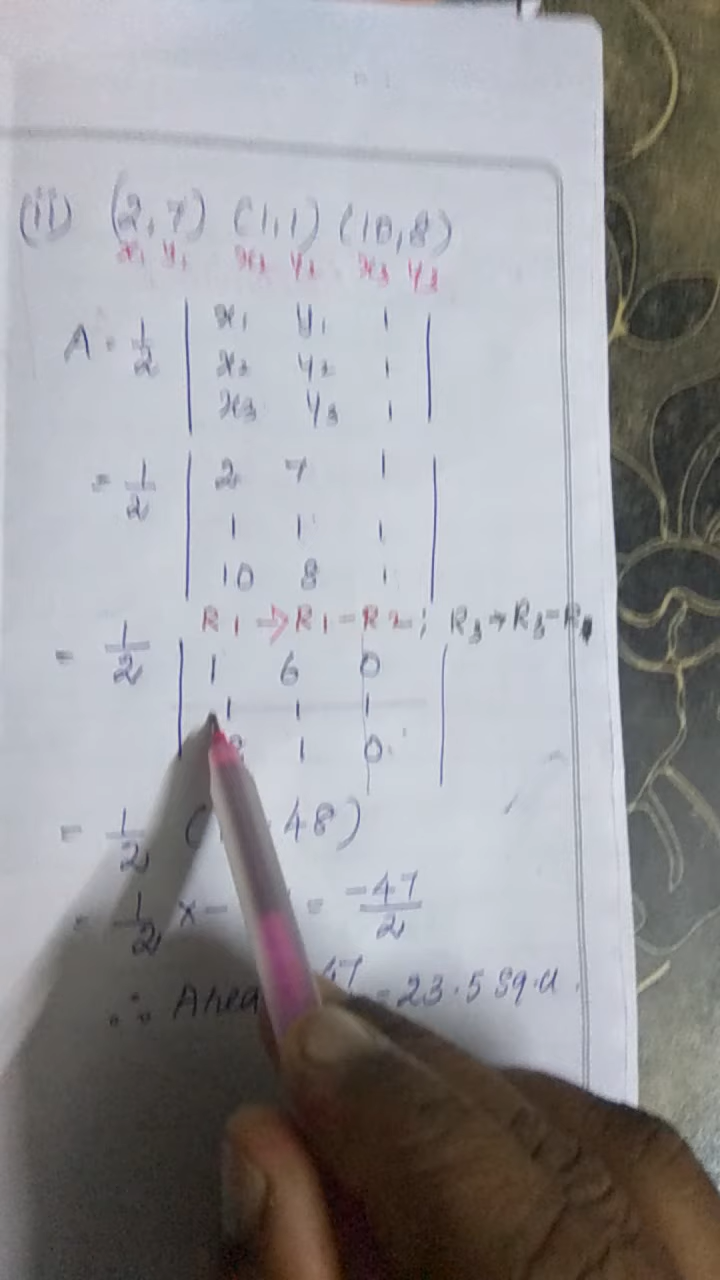 (ii) (2,7) (1,1) (10,8)
x₁ y₁ x₂ y₂ x₃ y₃
A = 1/2 | x₁ y₁ 1
x₂ y₂ 1
x₃ y₃ 1 |
= 1/2 | 2 7 1
1 1 1
10 8 1 |
R₁ → R₁ - R₂ ; R₃ → R₃ -
= 1/2 | 1 6 0
1 1 1
1 0 |
= 1/2 ( 48)
= 1/2 × - = -47/2
∴ Area 47 = 23.5 sq.u.